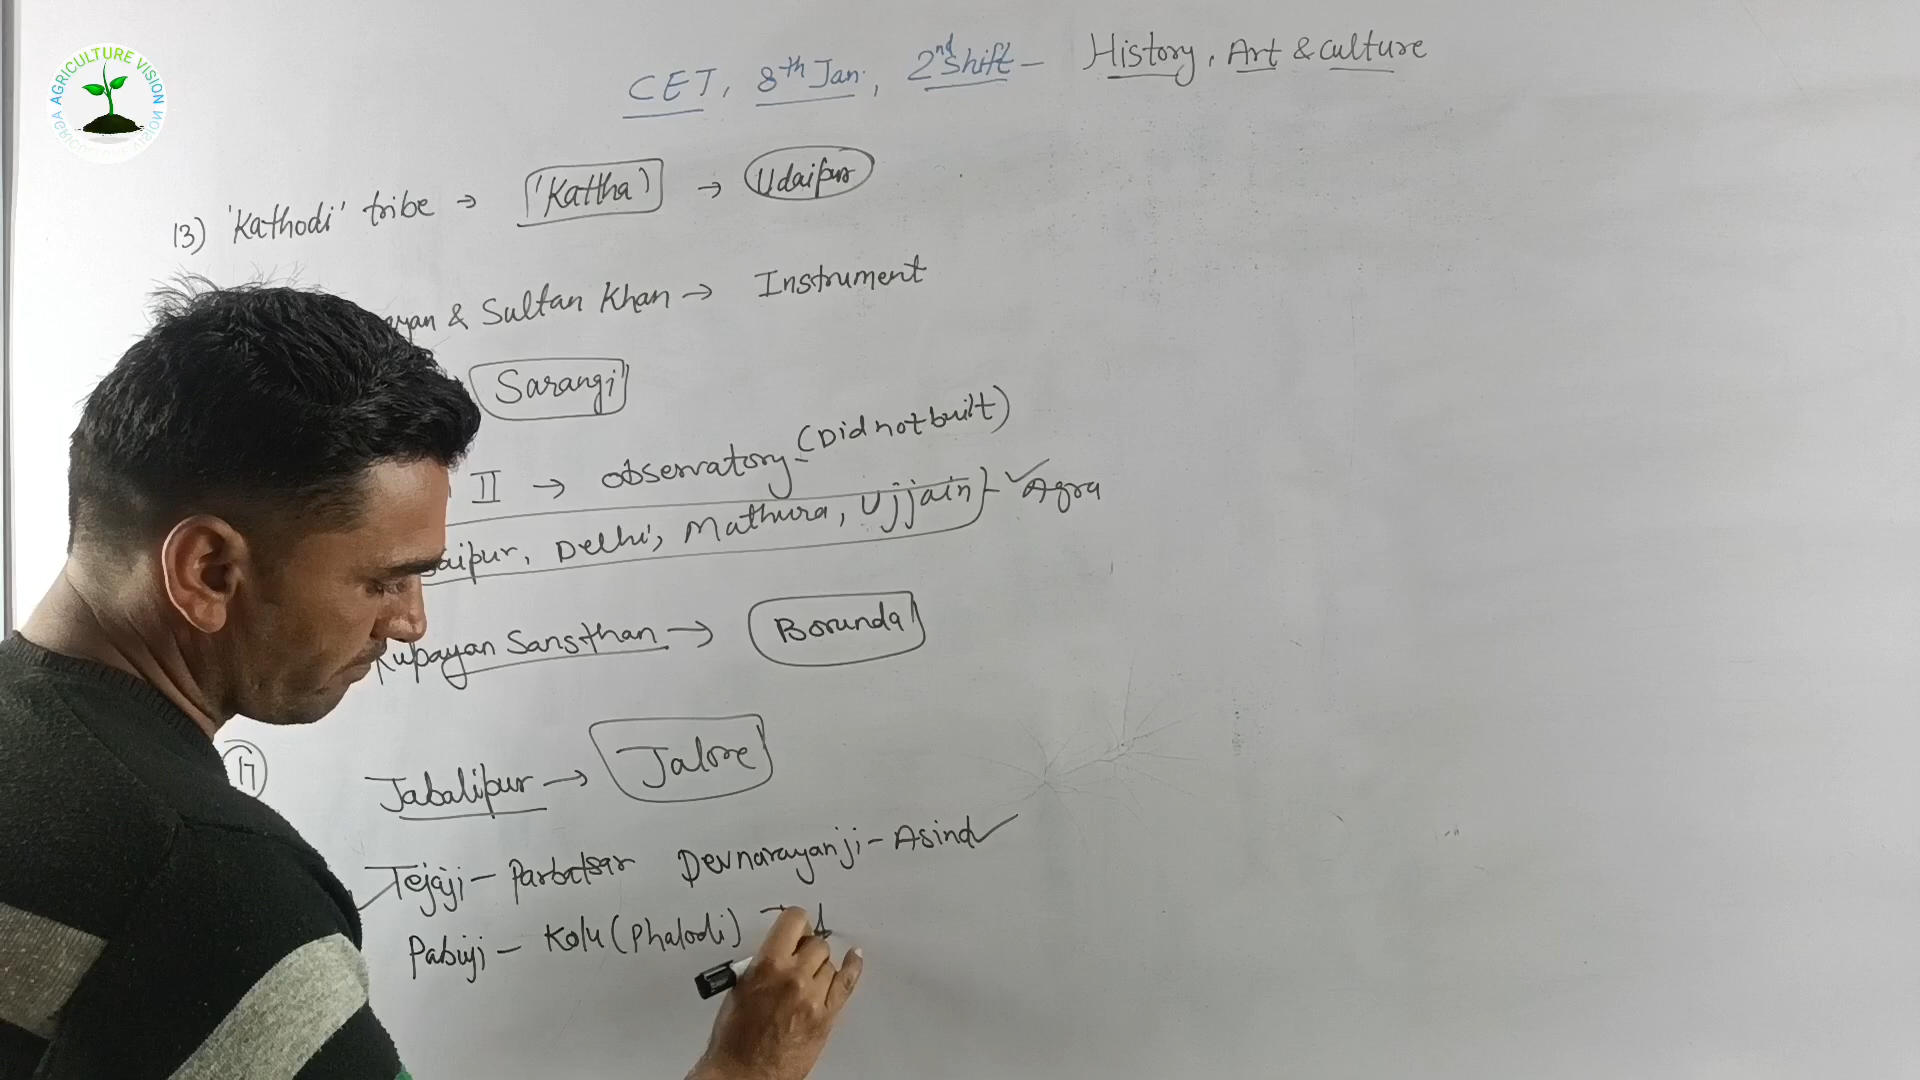 AGRICULTURE VISION
CET, 8th Jan., 2nd Shift - History, Art & culture
13) 'Kathodi' tribe → 'Kattha' → Udaipur
& Sultan Khan → Instrument
Sarangi
II → observatory - (Did not built)
Delhi, Mathura, Ujjain - Agra
Rupayan Sansthan → Borunda
17 Jabalipur → Jalore
Tejaji - Parbatsar Devnarayanji - Asind
Pabuji - Kolu (Phalodi)